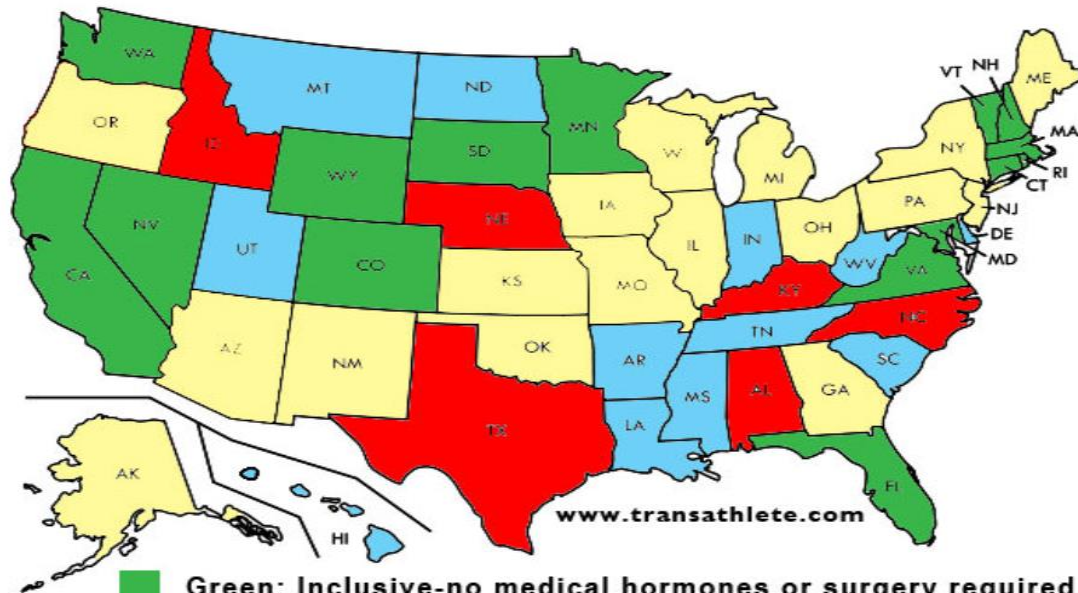 WA
MT
ND
MN
VT
NH
ME
OR
ID
SD
WY
W
MI
NY
MA
RI
CT
NE
IA
PA
NJ
NV
UT
CO
IL
IN
OH
DE
MD
CA
KS
MO
WV
VA
KY
AZ
NM
OK
TN
NC
AR
SC
TX
MS
AL
GA
LA
AK
FI
www.transathlete.com
HI
Green: Inclusive-no medical hormones or surgery required